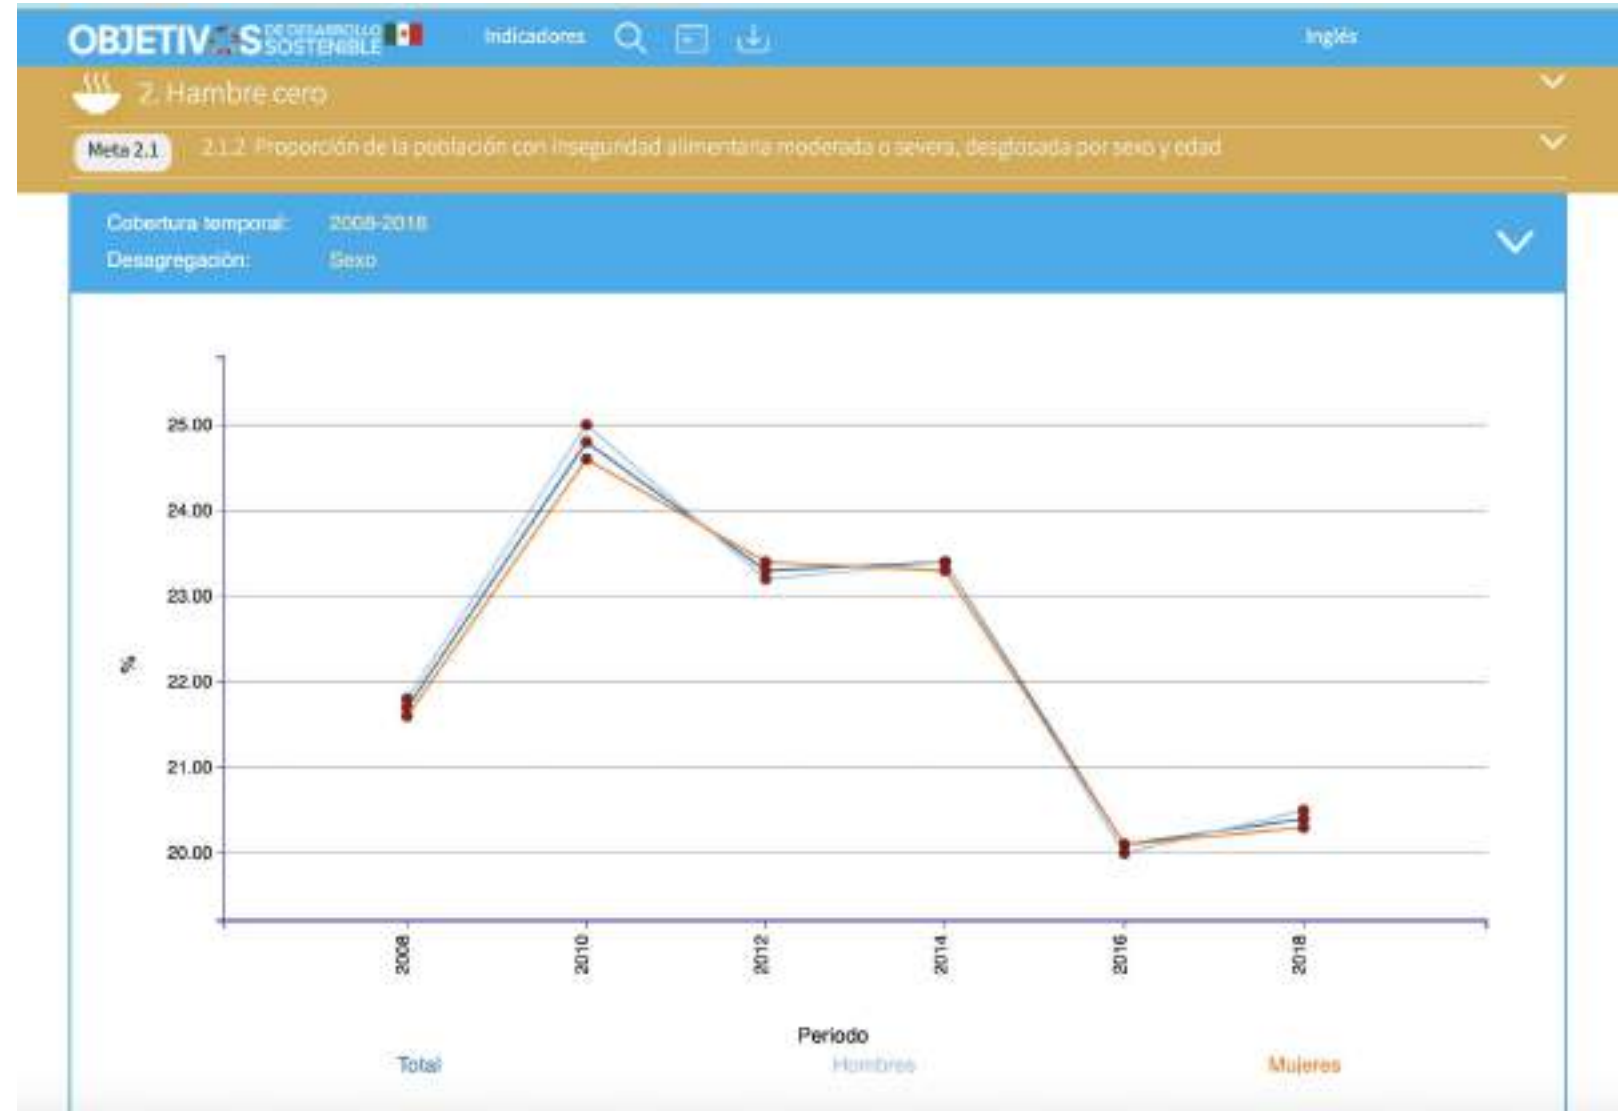 OBJETIVOS DE DESARROLLO SOSTENIBLE
Indicadores
Inglés
2. Hambre cero
Meta 2.1
2.1.2 Proporción de la población con inseguridad alimentaria moderada o severa, desglosada por sexo y edad
Cobertura temporal: 2008-2018
Desagregación: Sexo
25.00
24.00
23.00
22.00
21.00
20.00
%
2008
2010
2012
2014
2016
2018
Periodo
Total
Hombres
Mujeres